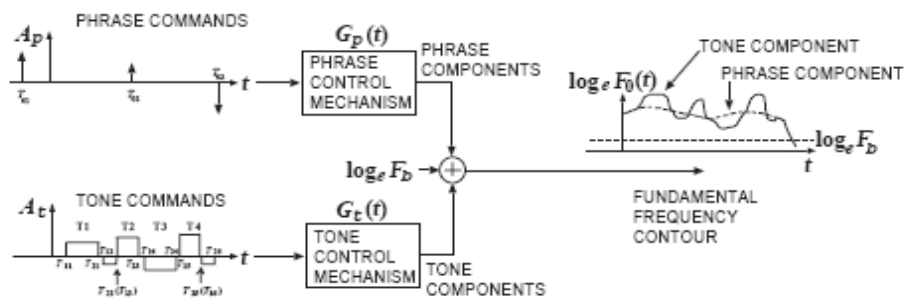 PHRASE COMMANDS
A_p
t
G_p(t)
PHRASE
CONTROL
MECHANISM
PHRASE
COMPONENTS
TONE COMPONENT
PHRASE COMPONENT
log_e F_0(t)
log_e F_b
t
log_e F_b
FUNDAMENTAL
FREQUENCY
CONTOUR
TONE COMMANDS
A_t
T1 T2 T3 T4
t
G_t(t)
TONE
CONTROL
MECHANISM
TONE
COMPONENTS